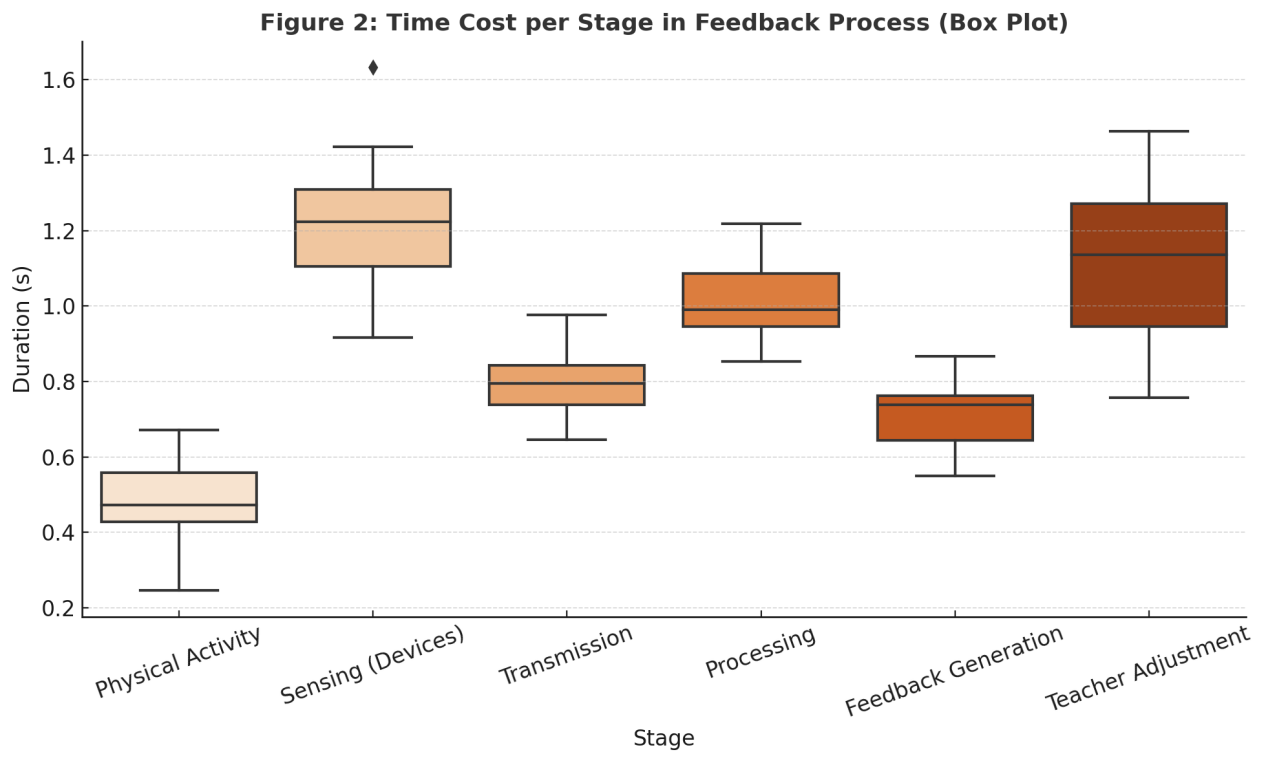 Figure 2: Time Cost per Stage in Feedback Process (Box Plot)
Duration (s)
1.6
1.4
1.2
1.0
0.8
0.6
0.4
0.2
Physical Activity
Sensing (Devices)
Transmission
Processing
Feedback Generation
Teacher Adjustment
Stage